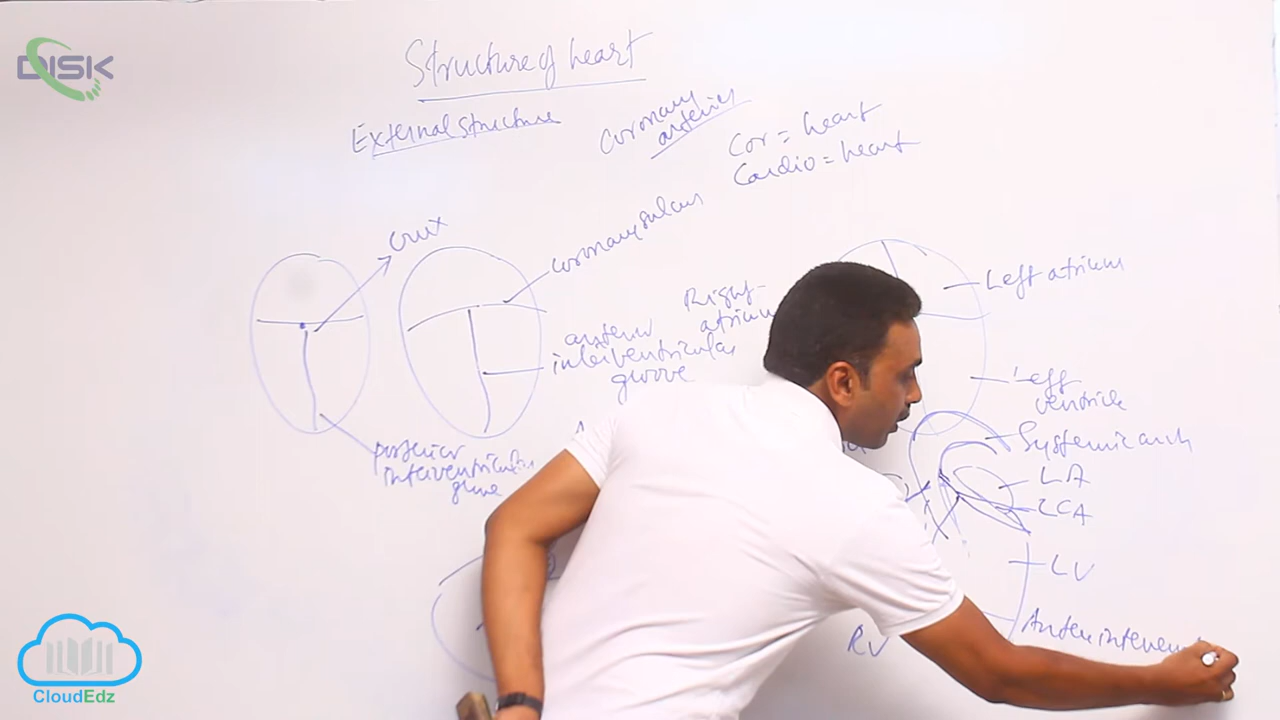 DISK
Structure of heart
External structure
Coronary
arteries
Cor = heart
Cardio = heart
Crux
coronary sulcus
Left atrium
Right
atrium
anterior
interventricular
groove
Left
ventricle
posterior
interventricular
Systemic arch
LA
LCA
LV
RV
CloudEdz